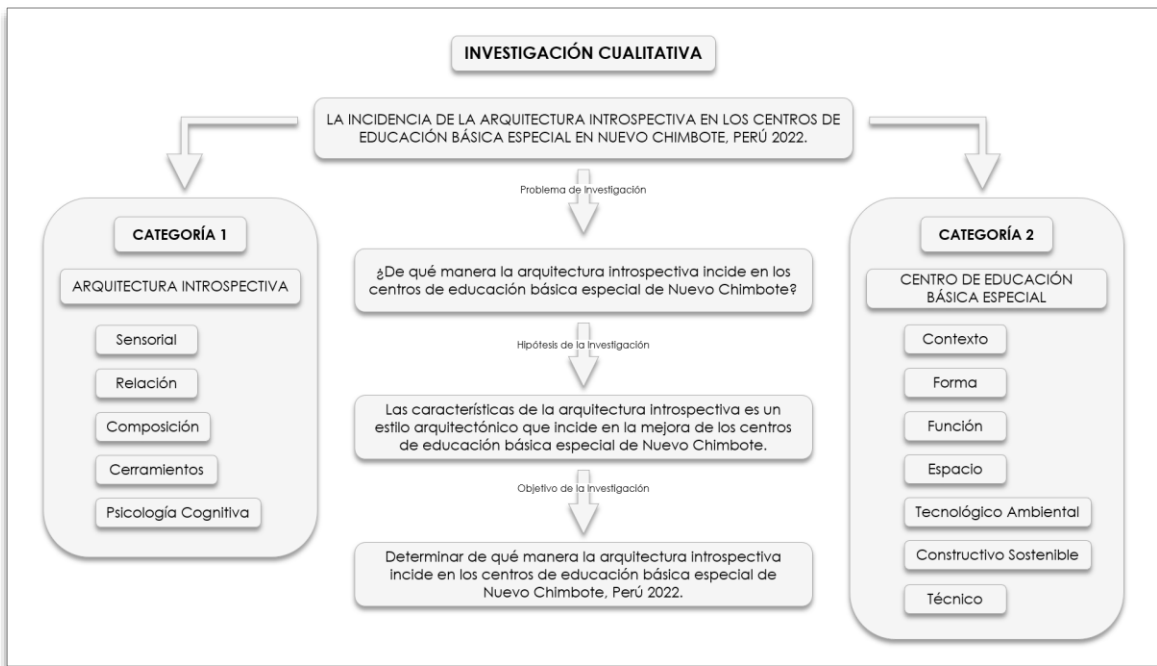 INVESTIGACIÓN CUALITATIVA
LA INCIDENCIA DE LA ARQUITECTURA INTROSPECTIVA EN LOS CENTROS DE
EDUCACIÓN BÁSICA ESPECIAL EN NUEVO CHIMBOTE, PERÚ 2022.
CATEGORÍA 1
ARQUITECTURA INTROSPECTIVA
Sensorial
Relación
Composición
Cerramientos
Psicología Cognitiva
Problema de Investigación
¿De qué manera la arquitectura introspectiva incide en los
centros de educación básica especial de Nuevo Chimbote?
Hipótesis de la Investigación
Las características de la arquitectura introspectiva es un
estilo arquitectónico que incide en la mejora de los centros
de educación básica especial de Nuevo Chimbote.
Objetivo de la Investigación
Determinar de qué manera la arquitectura introspectiva
incide en los centros de educación básica especial de
Nuevo Chimbote, Perú 2022.
CATEGORÍA 2
CENTRO DE EDUCACIÓN
BÁSICA ESPECIAL
Contexto
Forma
Función
Espacio
Tecnológico Ambiental
Constructivo Sostenible
Técnico